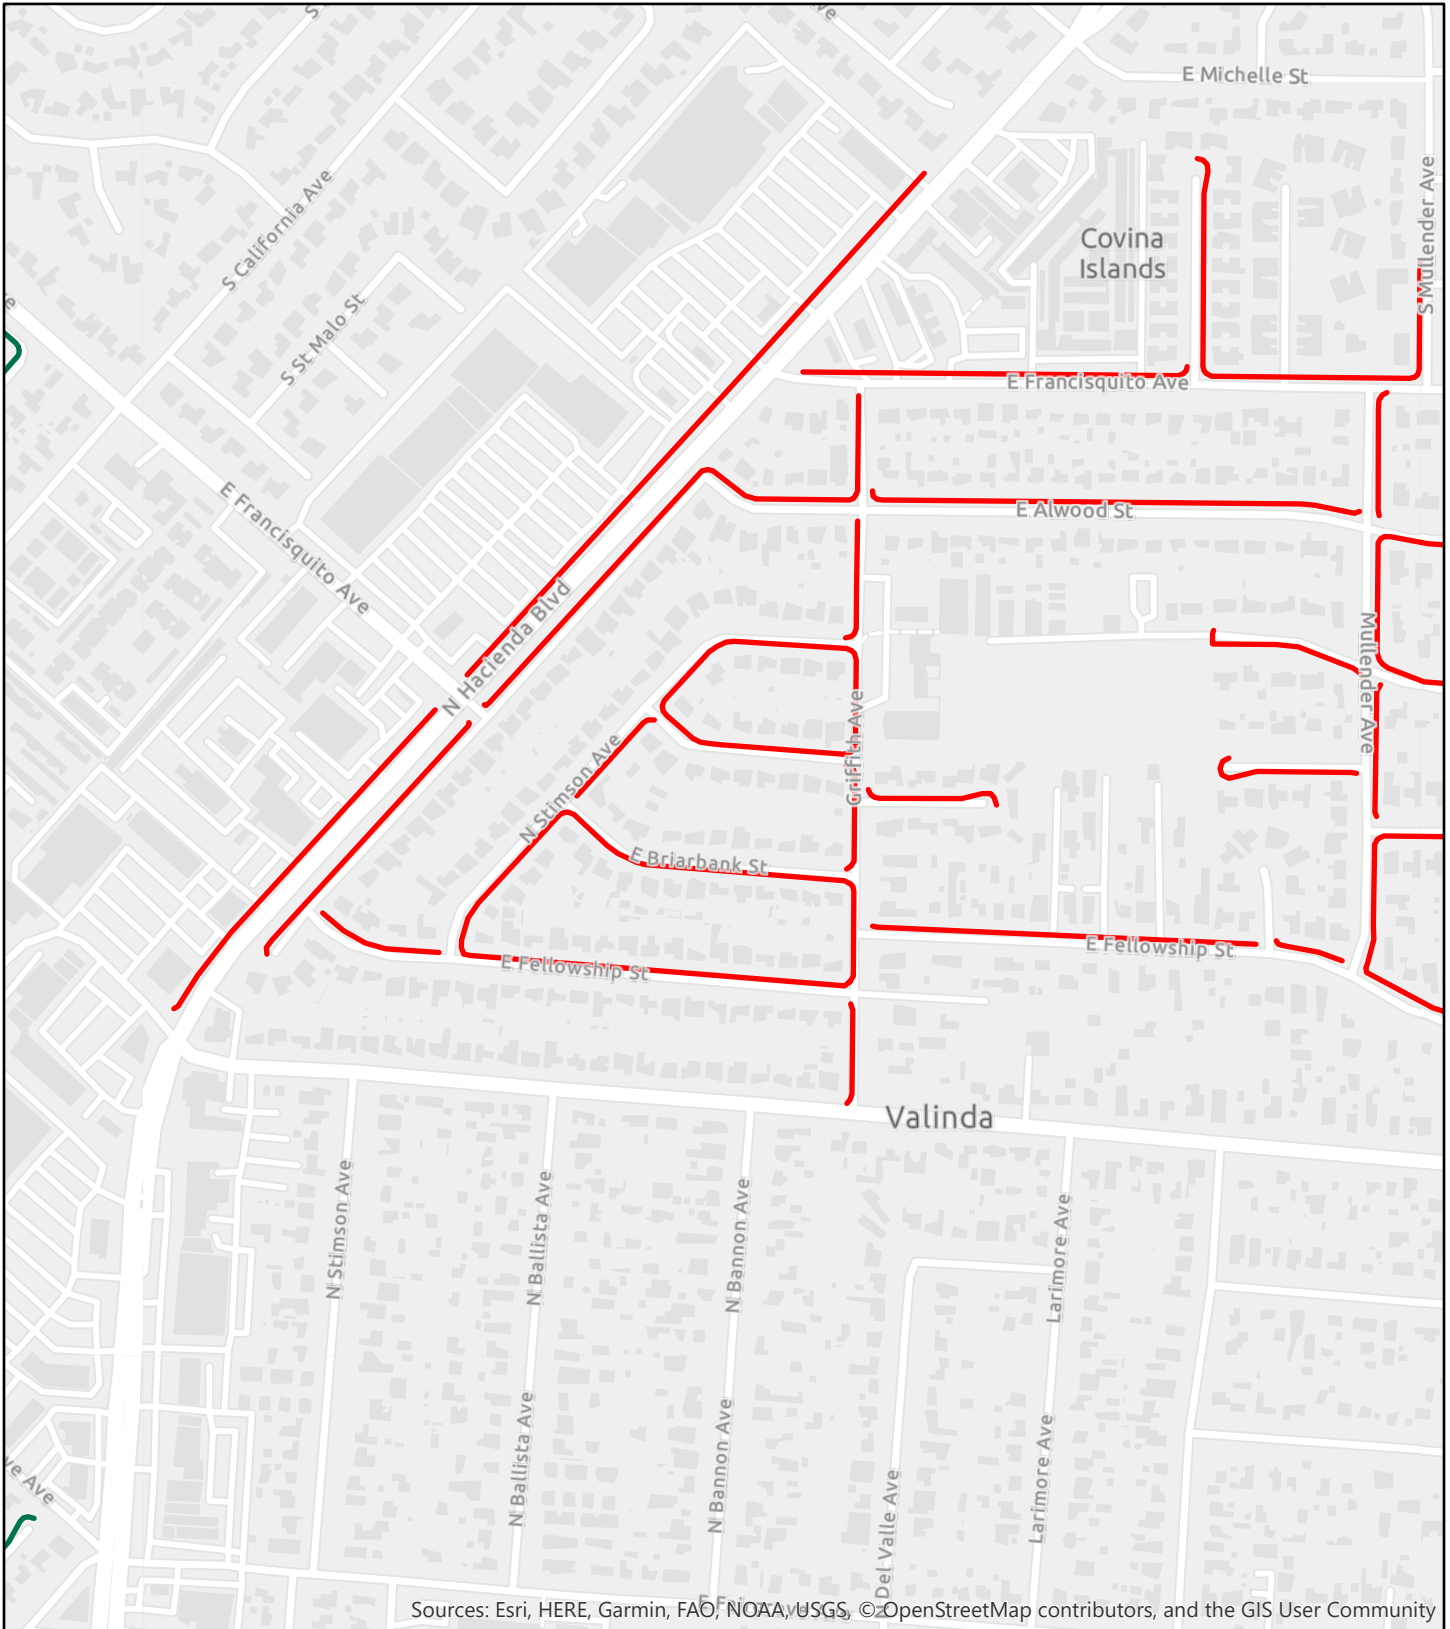 ve
E Michelle St
S Mullender Ave
S California Ave
Covina
Islands
S St Malo St
E Francisquito Ave
E Francisquito Ave
E Alwood St
N Hacienda Blvd
Mullender Ave
Griffith Ave
N Stimson Ave
E Briarbank St
E Fellowship St
E Fellowship St
Valinda
N Stimson Ave
N Ballista Ave
N Bannon Ave
Larimore Ave
N Ballista Ave
N Bannon Ave
Larimore Ave
N Del Valle Ave
ve Ave
Sources: Esri, HERE, Garmin, FAO, NOAA, USGS, © OpenStreetMap contributors, and the GIS User Community